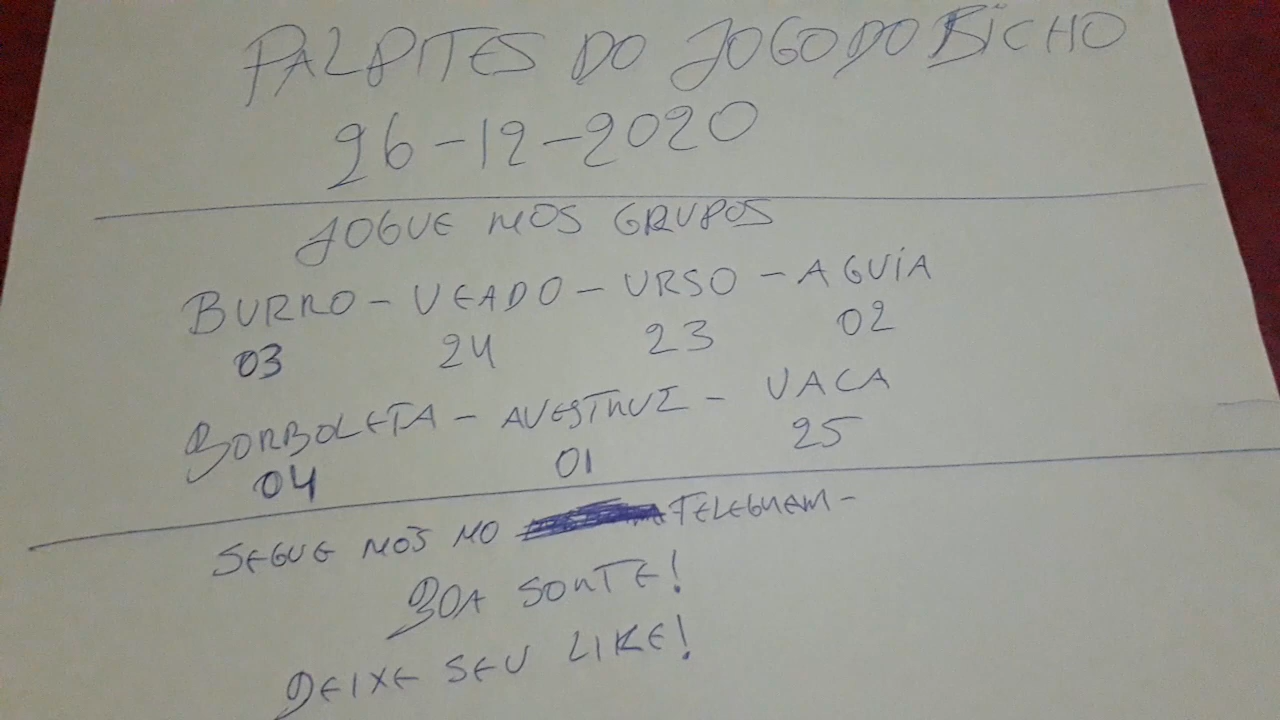 PALPITES DO JOGO DO BICHO
26-12-2020
JOGUE NOS GRUPOS
BURRO - VEADO - URSO - AGUÍA
03 24 23 02
BORBOLETA - AVESTRUZ - VACA
04 01 25
SEGUE NOS NO TELEGRAM -
BOA SORTE!
DEIXE SEU LIKE!